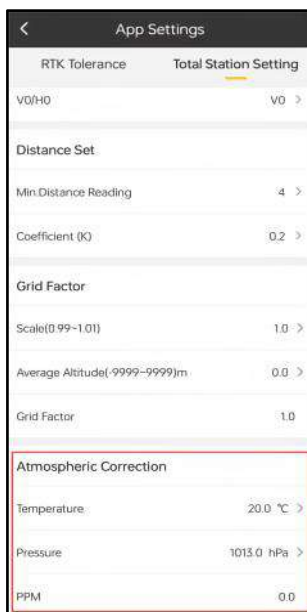 App Settings
RTK Tolerance Total Station Setting
V0/H0 V0
Distance Set
Min.Distance Reading 4
Coefficient (K) 0.2
Grid Factor
Scale(0.99~1.01) 1.0
Average Altitude(-9999~9999)m 0.0
Grid Factor 1.0
Atmospheric Correction
Temperature 20.0 ℃
Pressure 1013.0 hPa
PPM 0.0